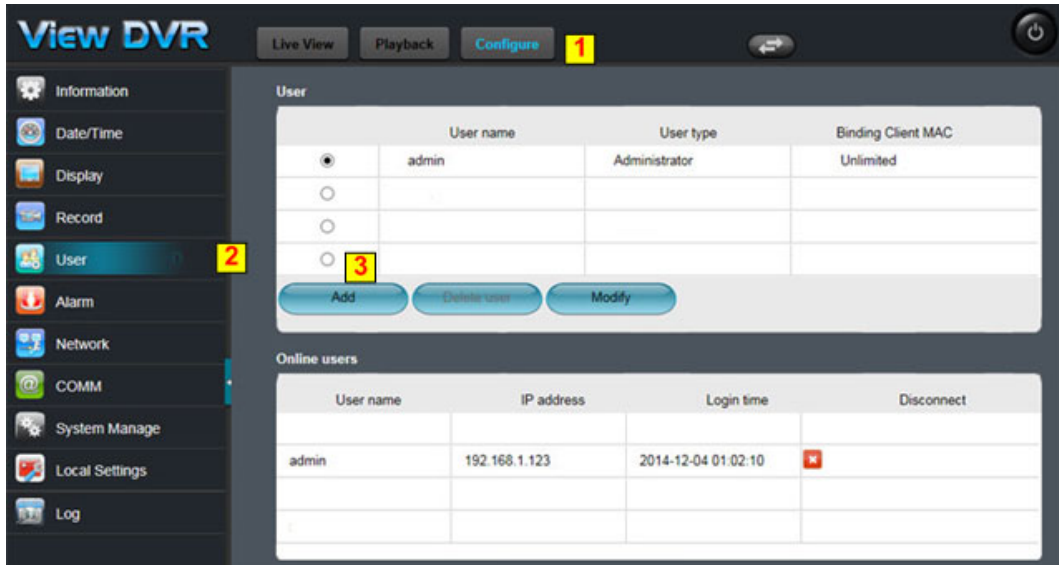 View DVR
Live View Playback Configure 1
Information
Date/Time
Display
Record
User 2
Alarm
Network
COMM
System Manage
Local Settings
Log
User
User name User type Binding Client MAC
admin Administrator Unlimited
3
Add Delete user Modify
Online users
User name IP address Login time Disconnect
admin 192.168.1.123 2014-12-04 01:02:10